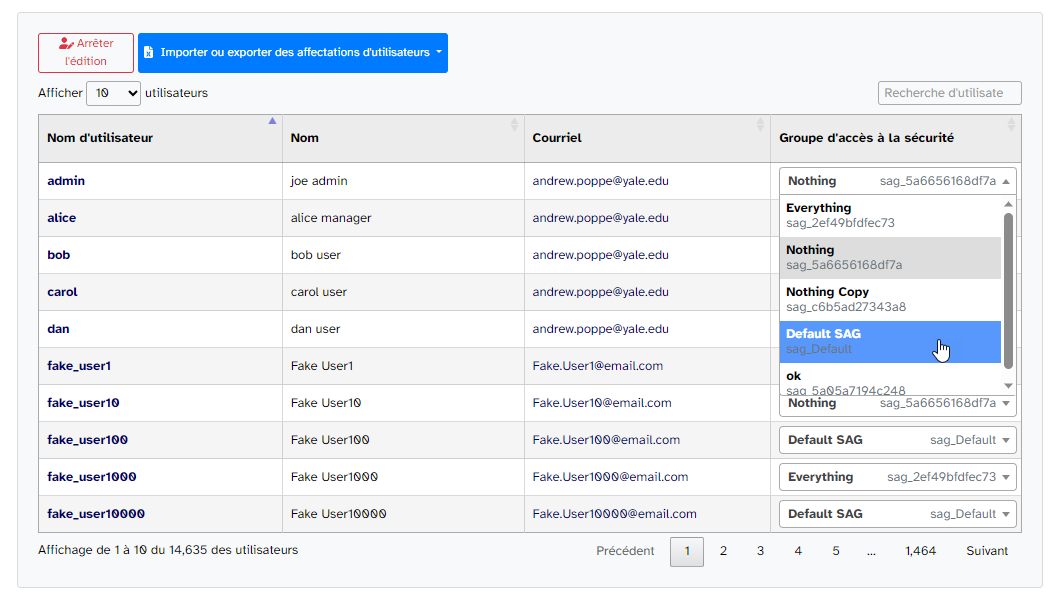 Arrêter
l'édition
Importer ou exporter des affectations d'utilisateurs
Afficher 10 utilisateurs
Recherche d'utilisate
Nom d'utilisateur Nom Courriel Groupe d'accès à la sécurité
admin joe admin andrew.poppe@yale.edu Nothing sag_5a6656168df7a
alice alice manager andrew.poppe@yale.edu
bob bob user andrew.poppe@yale.edu
carol carol user andrew.poppe@yale.edu
dan dan user andrew.poppe@yale.edu
fake_user1 Fake User1 Fake.User1@email.com
Everything
sag_2ef49bfdfec73
Nothing
sag_5a6656168df7a
Nothing Copy
sag_c6b5ad27343a8
Default SAG
sag_Default
ok
sag_5a05a7194c248
fake_user10 Fake User10 Fake.User10@email.com Nothing sag_5a6656168df7a
fake_user100 Fake User100 Fake.User100@email.com Default SAG sag_Default
fake_user1000 Fake User1000 Fake.User1000@email.com Everything sag_2ef49bfdfec73
fake_user10000 Fake User10000 Fake.User10000@email.com Default SAG sag_Default
Affichage de 1 à 10 du 14,635 des utilisateurs
Précédent 1 2 3 4 5 ... 1,464 Suivant